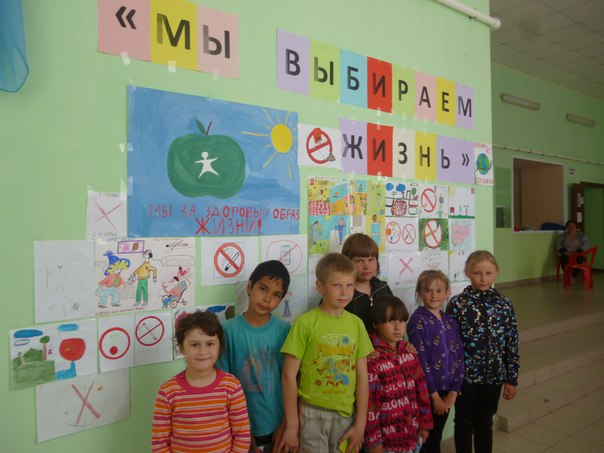 «МЫ
ВЫБИРАЕМ
ЖИЗНЬ»
МЫ ЗА ЗДОРОВЫЙ ОБРАЗ
ЖИЗНИ!